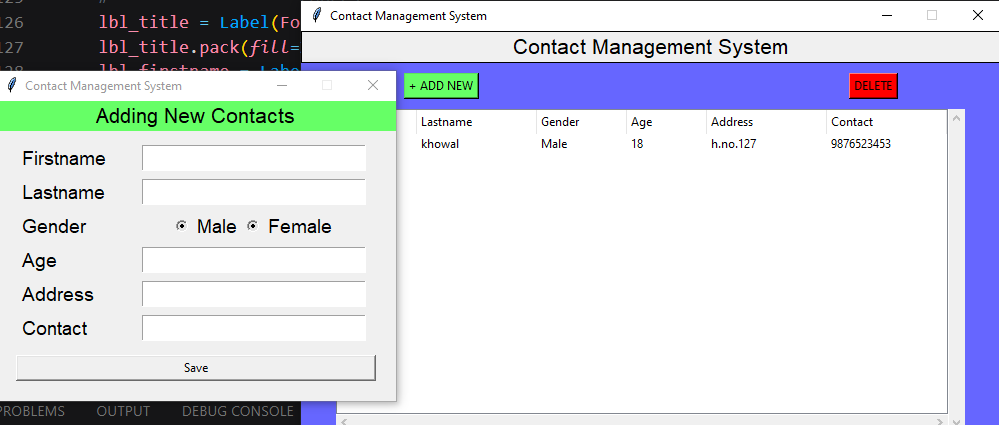 126 lbl_title = Label(Fo
127 lbl_title.pack(fill=
128 lbl_firstname = Labe
Contact Management System
Contact Management System
+ ADD NEW
DELETE
Lastname Gender Age Address Contact
khowal Male 18 h.no.127 9876523453
Contact Management System
Adding New Contacts
Firstname
Lastname
Gender Male Female
Age
Address
Contact
Save
PROBLEMS OUTPUT DEBUG CONSOLE